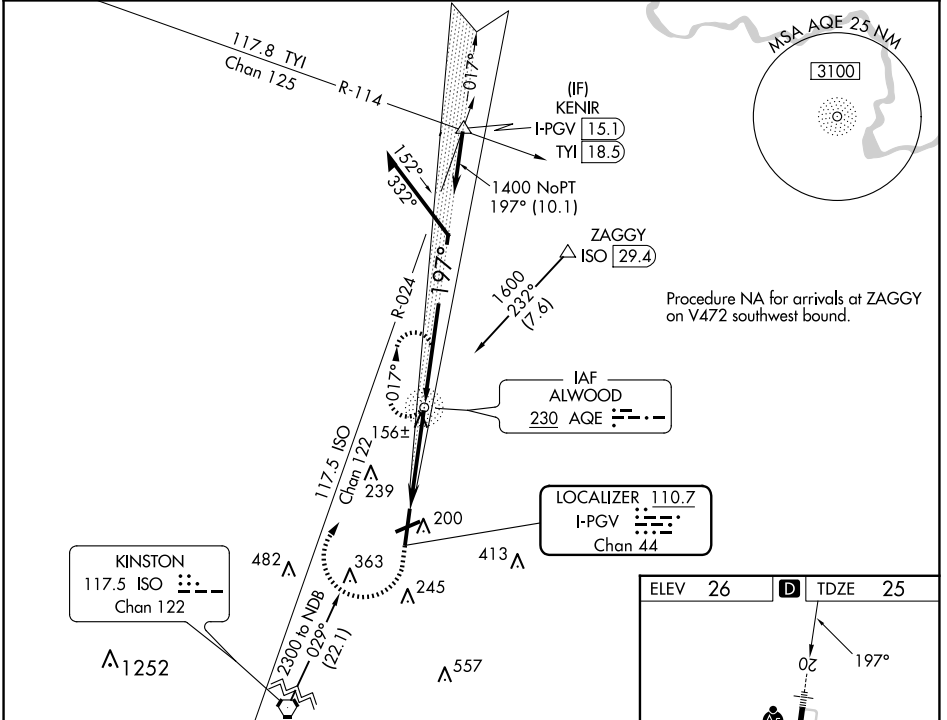 117.8 TYI
Chan 125
R-114
017°
(IF)
KENIR
I-PGV 15.1
TYI 18.5
MSA AQE 25 NM
3100
152°
332°
1400 NoPT
197° (10.1)
197°
ZAGGY
ISO 29.4
1600
232°
(7.6)
Procedure NA for arrivals at ZAGGY
on V472 southwest bound.
R-024
017°
IAF
ALWOOD
230 AQE
156±
117.5 ISO
Chan 122
239
200
LOCALIZER 110.7
I-PGV
Chan 44
KINSTON
117.5 ISO
Chan 122
482
363
413
245
2300 to NDB
029°
(22.1)
1252
557
ELEV 26 D TDZE 25
197°
20